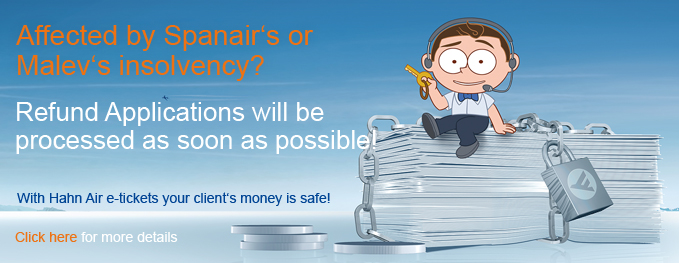 Affected by Spanair's or
Malev's insolvency?
Refund Applications will be
processed as soon as possible!
With Hahn Air e-tickets your client's money is safe!
Click here for more details